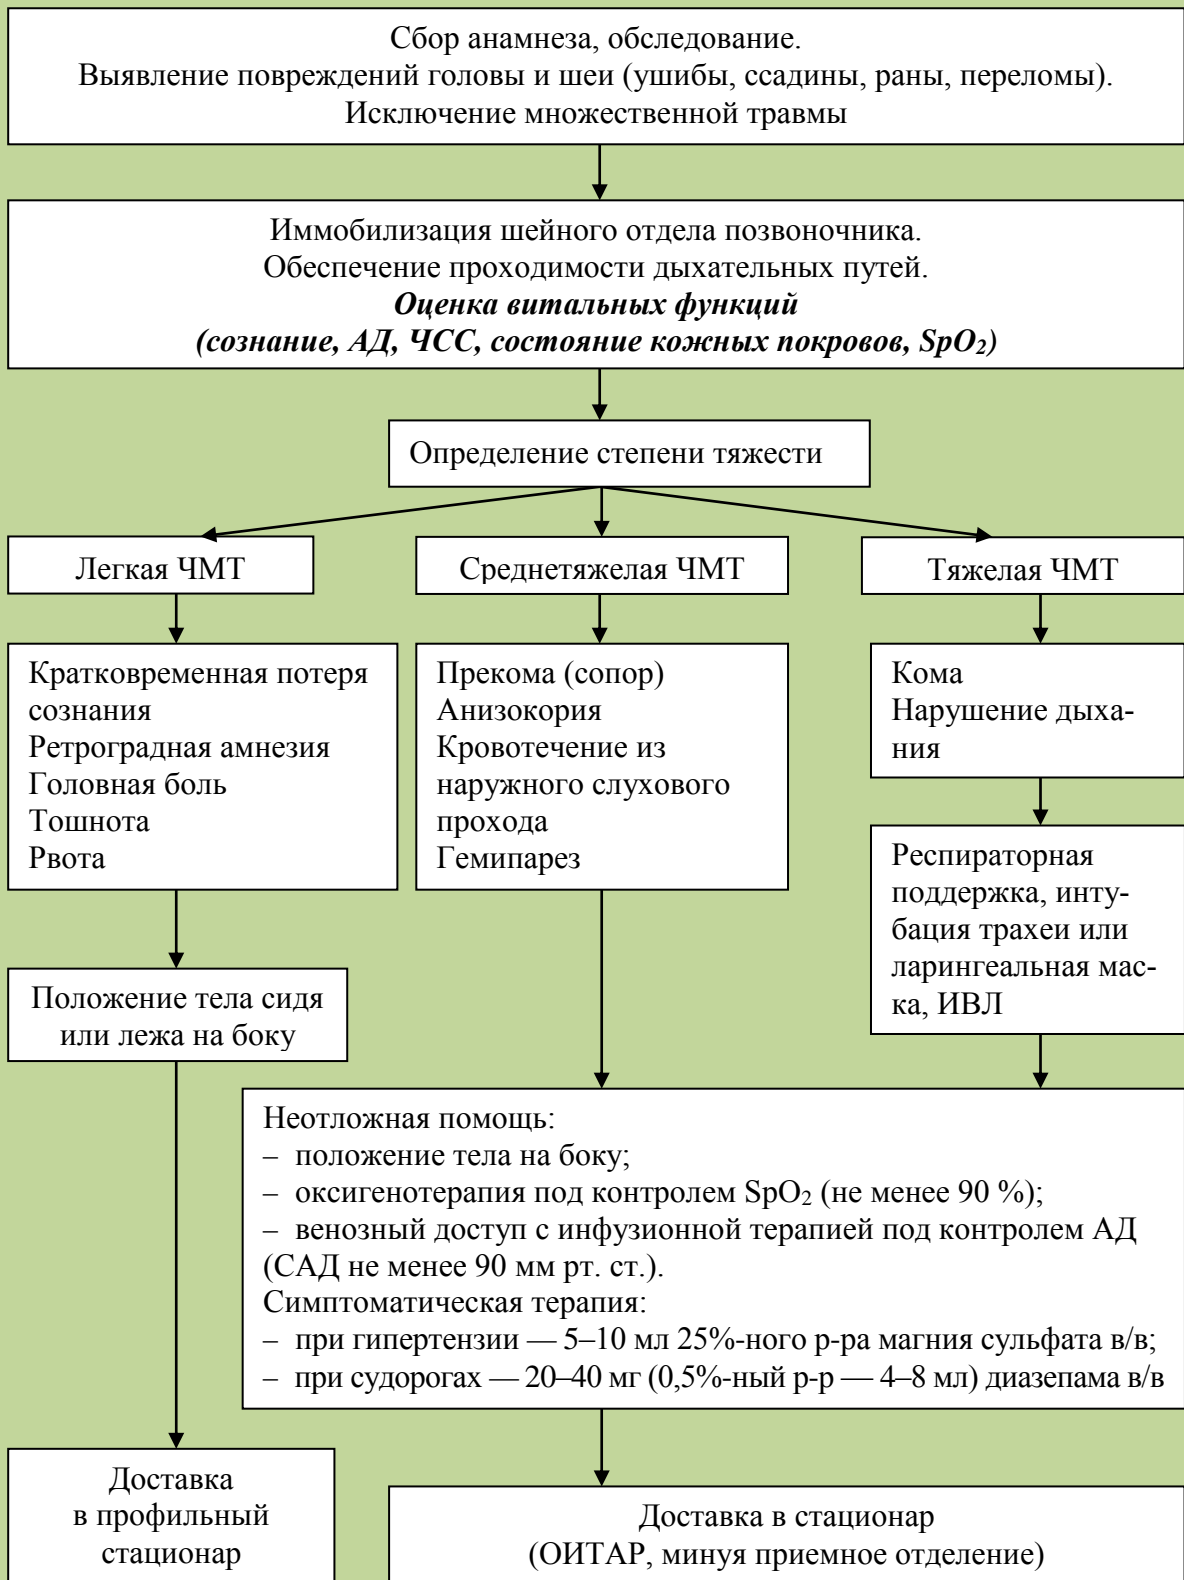 Сбор анамнеза, обследование.
Выявление повреждений головы и шеи (ушибы, ссадины, раны, переломы).
Исключение множественной травмы
Иммобилизация шейного отдела позвоночника.
Обеспечение проходимости дыхательных путей.
Оценка витальных функций
(сознание, АД, ЧСС, состояние кожных покровов, SpO₂)
Определение степени тяжести
Легкая ЧМТ
Среднетяжелая ЧМТ
Тяжелая ЧМТ
Кратковременная потеря
сознания
Ретроградная амнезия
Головная боль
Тошнота
Рвота
Прекома (сопор)
Анизокория
Кровотечение из
наружного слухового
прохода
Гемипарез
Кома
Нарушение дыха-
ния
Респираторная
поддержка, инту-
бация трахеи или
ларингеальная мас-
ка, ИВЛ
Положение тела сидя
или лежа на боку
Неотложная помощь:
– положение тела на боку;
– оксигенотерапия под контролем SpO₂ (не менее 90 %);
– венозный доступ с инфузионной терапией под контролем АД
(САД не менее 90 мм рт. ст.).
Симптоматическая терапия:
– при гипертензии — 5–10 мл 25%-ного р-ра магния сульфата в/в;
– при судорогах — 20–40 мг (0,5%-ный р-р — 4–8 мл) диазепама в/в
Доставка
в профильный
стационар
Доставка в стационар
(ОИТАР, минуя приемное отделение)